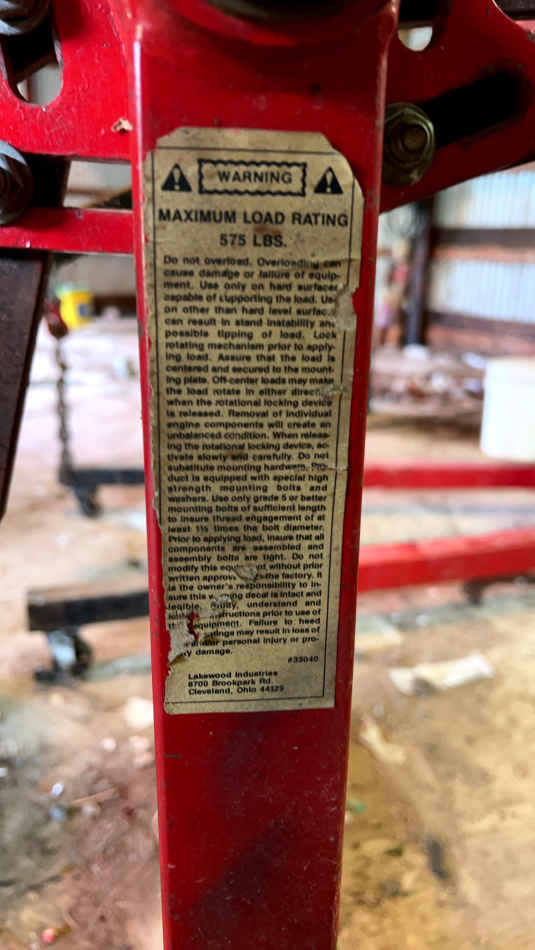 WARNING
MAXIMUM LOAD RATING
575 LBS.
Do not overload. Overloading can
cause damage or failure of equip-
ment. Use only on hard surfaces
capable of supporting the load. Use
on other than hard level surfaces
can result in stand instability and
possible tipping of load. Lock
rotating mechanism prior to apply-
ing load. Assure that the load is
centered and secured to the mount-
ing plate. Off-center loads may make
the load rotate in either direction
when the rotational locking device
is released. Removal of individual
engine components will create an
unbalanced condition. When releas-
ing the rotational locking device, ac-
tivate slowly and carefully. Do not
substitute mounting hardware. Pro-
duct is equipped with special high
strength mounting bolts and
washers. Use only grade 5 or better
mounting bolts of sufficient length
to insure thread engagement of at
least 1½ times the bolt diameter.
Prior to applying load, insure that all
components are assembled and
assembly bolts are tight. Do not
modify this equipment without prior
written approval the factory. It
is the owner's responsibility to in-
sure this warning decal is intact and
legible. understand and
instructions prior to use of
equipment. Failure to heed
may result in loss of
personal injury or pro-
damage.
#33040
Lakewood Industries
8700 Brookpark Rd.
Cleveland, Ohio 44129